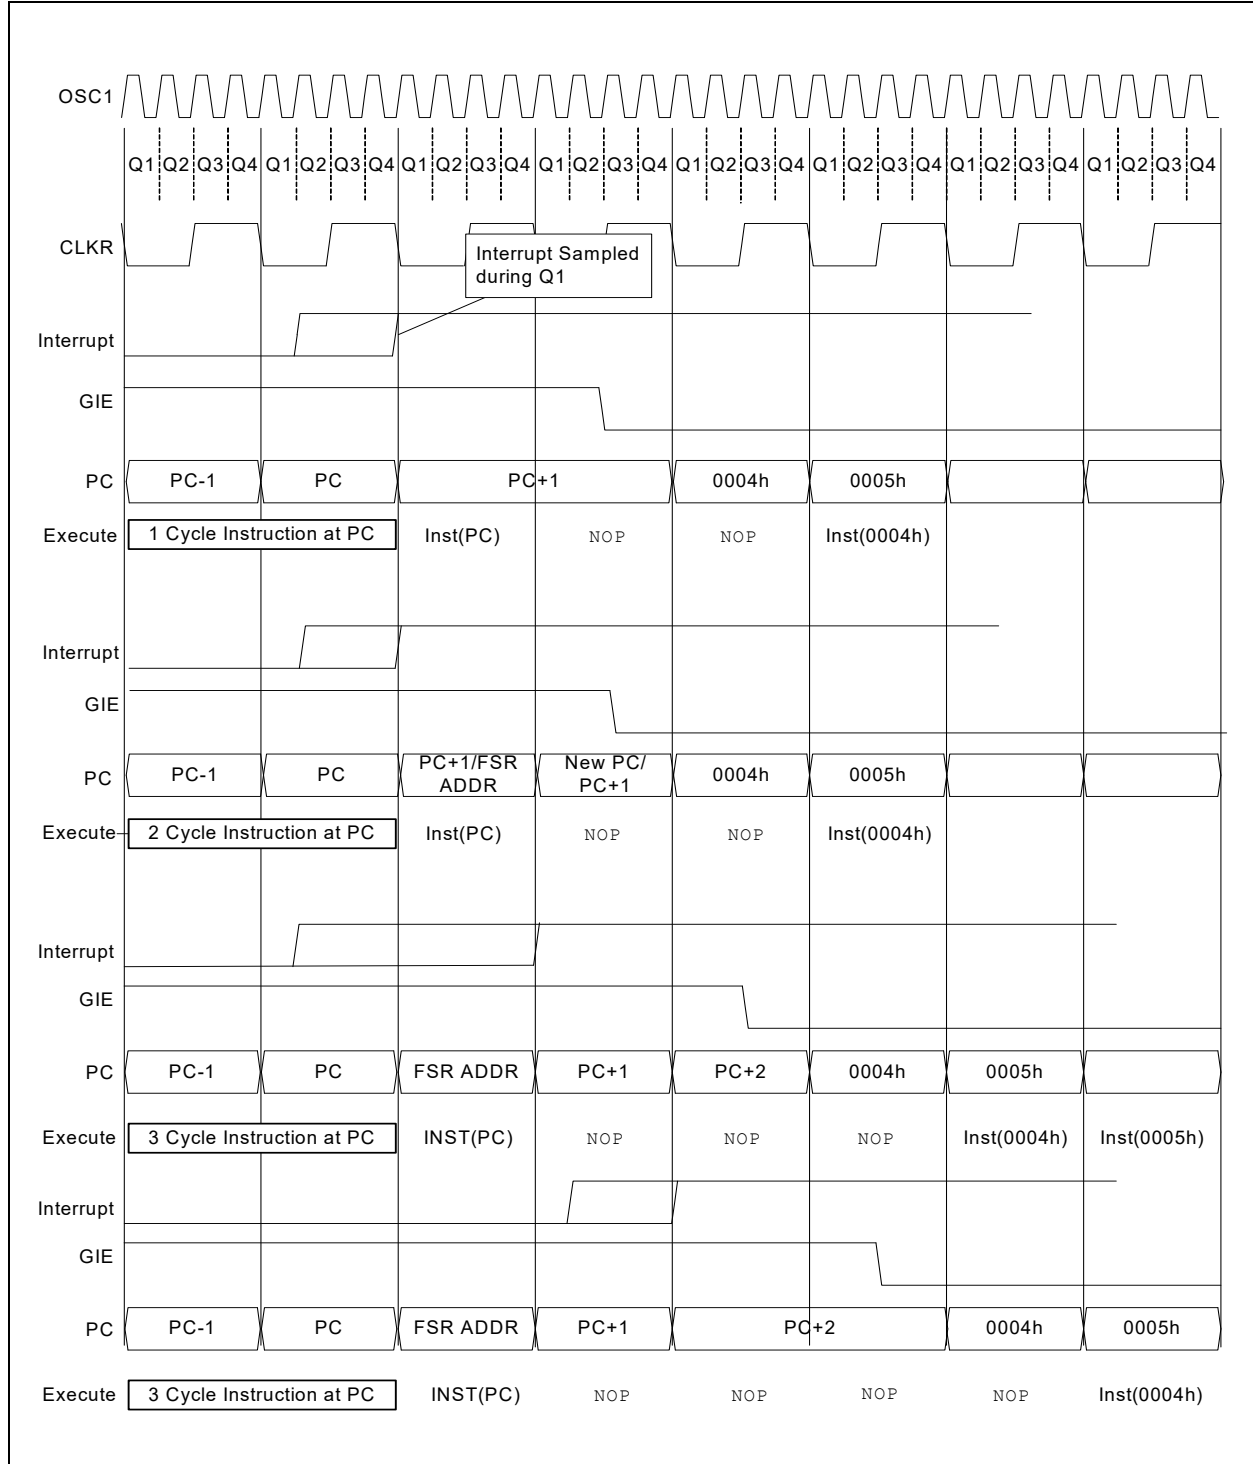 OSC1
Q1 Q2 Q3 Q4 Q1 Q2 Q3 Q4 Q1 Q2 Q3 Q4 Q1 Q2 Q3 Q4 Q1 Q2 Q3 Q4 Q1 Q2 Q3 Q4 Q1 Q2 Q3 Q4 Q1 Q2 Q3 Q4
CLKR
Interrupt Sampled
during Q1
Interrupt
GIE
PC PC-1 PC PC+1 0004h 0005h
Execute 1 Cycle Instruction at PC Inst(PC) NOP NOP Inst(0004h)
Interrupt
GIE
PC PC-1 PC PC+1/FSR ADDR New PC/ PC+1 0004h 0005h
Execute 2 Cycle Instruction at PC Inst(PC) NOP NOP Inst(0004h)
Interrupt
GIE
PC PC-1 PC FSR ADDR PC+1 PC+2 0004h 0005h
Execute 3 Cycle Instruction at PC INST(PC) NOP NOP NOP Inst(0004h) Inst(0005h)
Interrupt
GIE
PC PC-1 PC FSR ADDR PC+1 PC+2 0004h 0005h
Execute 3 Cycle Instruction at PC INST(PC) NOP NOP NOP NOP Inst(0004h)